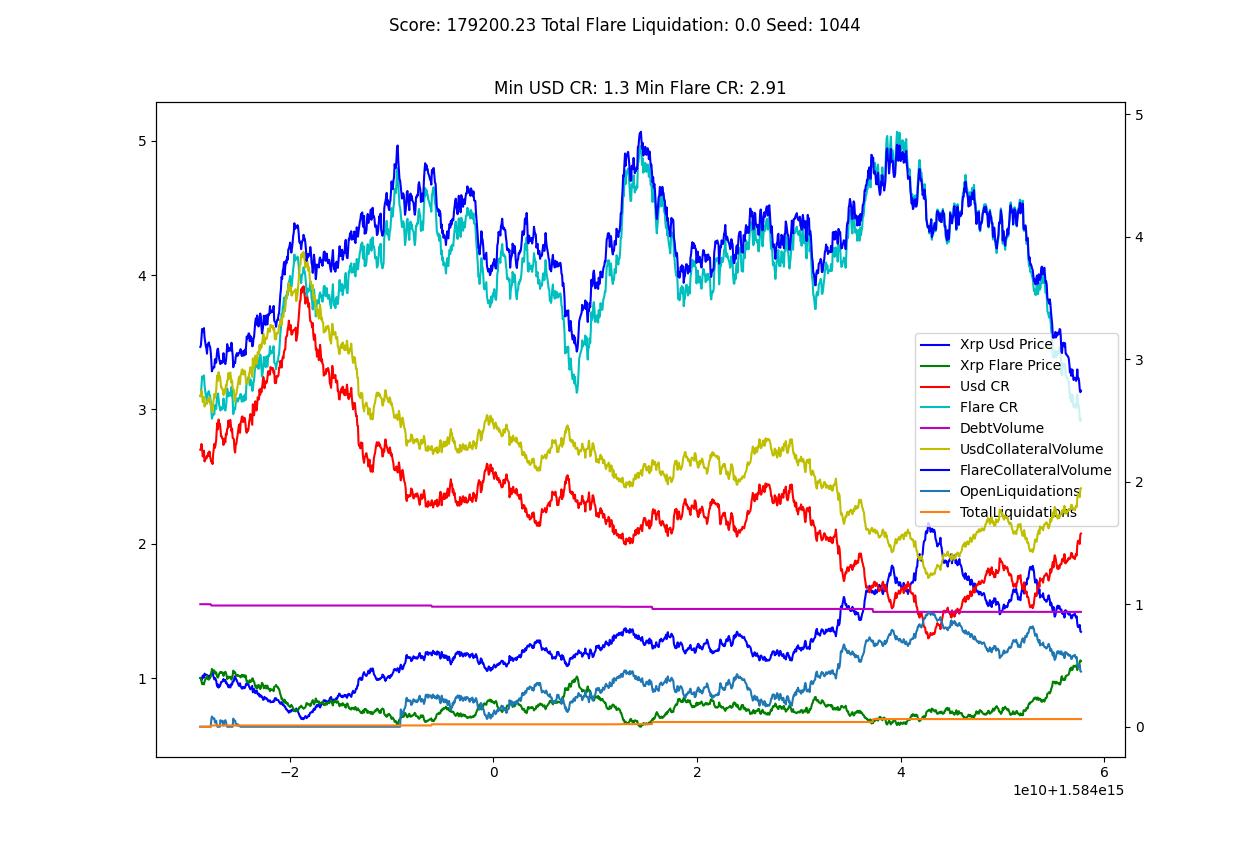 Score: 179200.23 Total Flare Liquidation: 0.0 Seed: 1044
Min USD CR: 1.3 Min Flare CR: 2.91
5
4
3
2
1
5
4
3
2
1
0
Xrp Usd Price
Xrp Flare Price
Usd CR
Flare CR
DebtVolume
UsdCollateralVolume
FlareCollateralVolume
OpenLiquidations
TotalLiquidations
−2 0 2 4 6
1e10+1.584e15